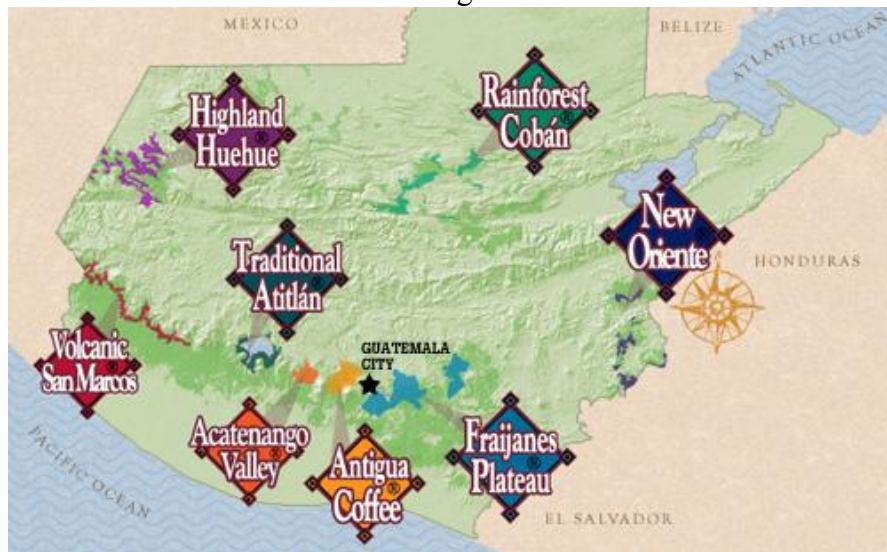 MEXICO
BELIZE
ATLANTIC OCEAN
Highland
Huehue®
Rainforest
Cobán®
New
Oriente®
HONDURAS
Traditional
Atitlán®
Volcanic
San Marcos®
GUATEMALA
CITY
Acatenango
Valley®
Antigua
Coffee®
Fraijanes
Plateau®
PACIFIC OCEAN
EL SALVADOR